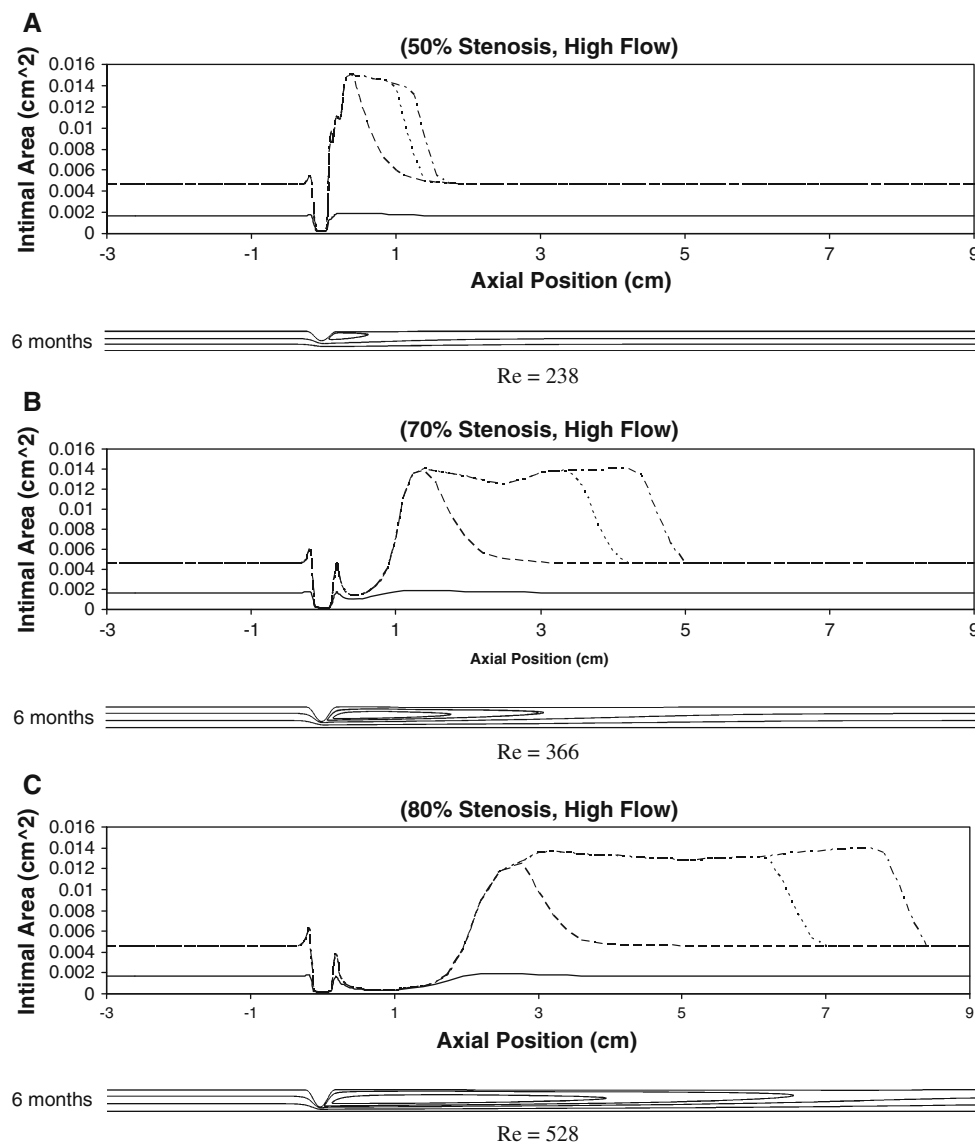 A
(50% Stenosis, High Flow)
Intimal Area (cm^2)
0.016
0.014
0.012
0.01
0.008
0.006
0.004
0.002
0
-3
-1
1
3
5
7
9
Axial Position (cm)
6 months
Re = 238
B
(70% Stenosis, High Flow)
Intimal Area (cm^2)
0.016
0.014
0.012
0.01
0.008
0.006
0.004
0.002
0
-3
-1
1
3
5
7
9
Axial Position (cm)
6 months
Re = 366
C
(80% Stenosis, High Flow)
Intimal Area (cm^2)
0.016
0.014
0.012
0.01
0.008
0.006
0.004
0.002
0
-3
-1
1
3
5
7
9
Axial Position (cm)
6 months
Re = 528